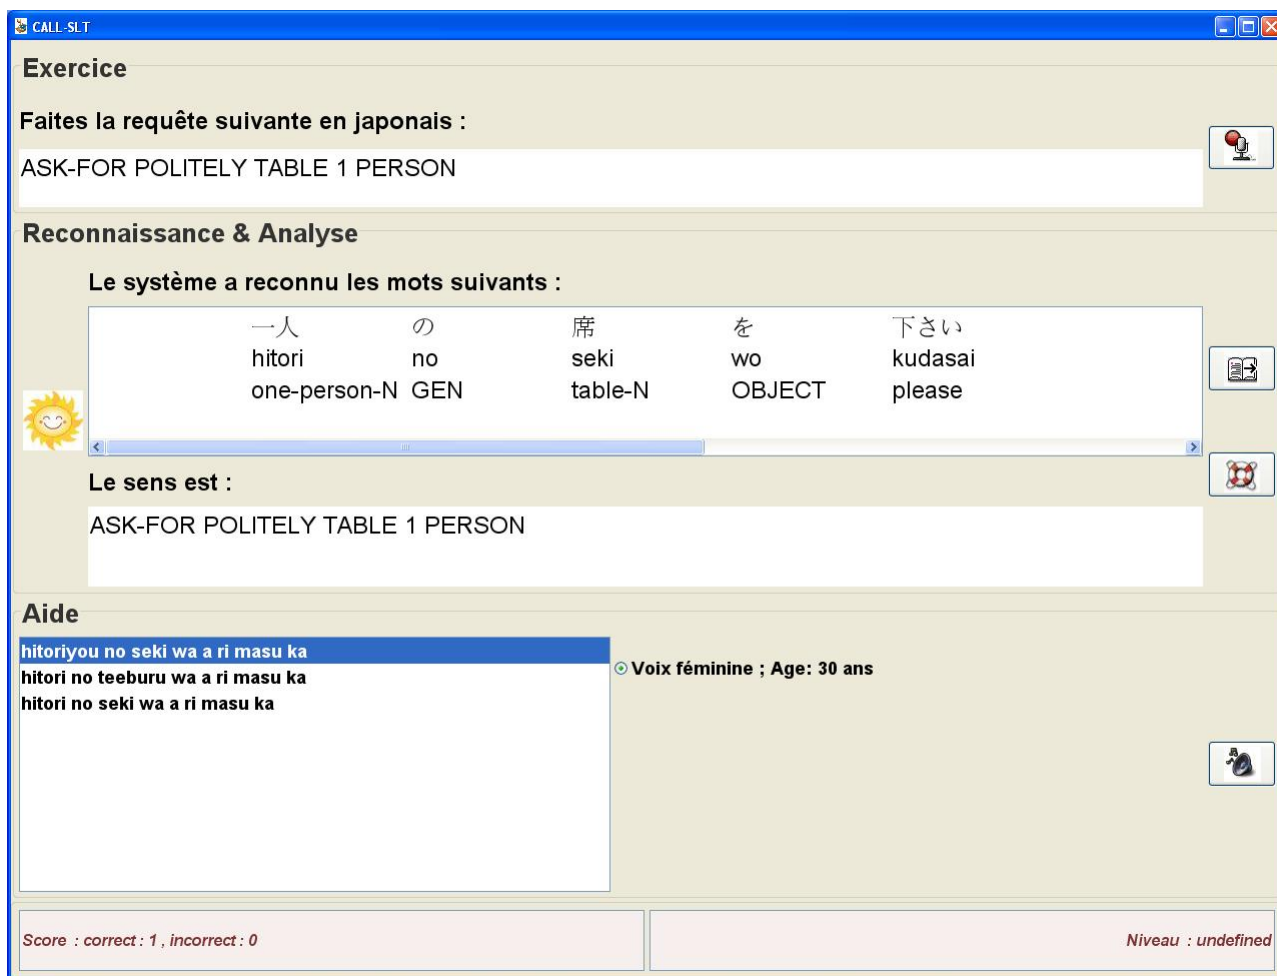 CALL-SLT
Exercice
Faites la requête suivante en japonais :
ASK-FOR POLITELY TABLE 1 PERSON
Reconnaissance & Analyse
Le système a reconnu les mots suivants :
一人 の 席 を 下さい
hitori no seki wo kudasai
one-person-N GEN table-N OBJECT please
Le sens est :
ASK-FOR POLITELY TABLE 1 PERSON
Aide
hitoriyou no seki wa a ri masu ka
hitori no teeburu wa a ri masu ka
hitori no seki wa a ri masu ka
Voix féminine ; Age: 30 ans
Score : correct : 1 , incorrect : 0
Niveau : undefined